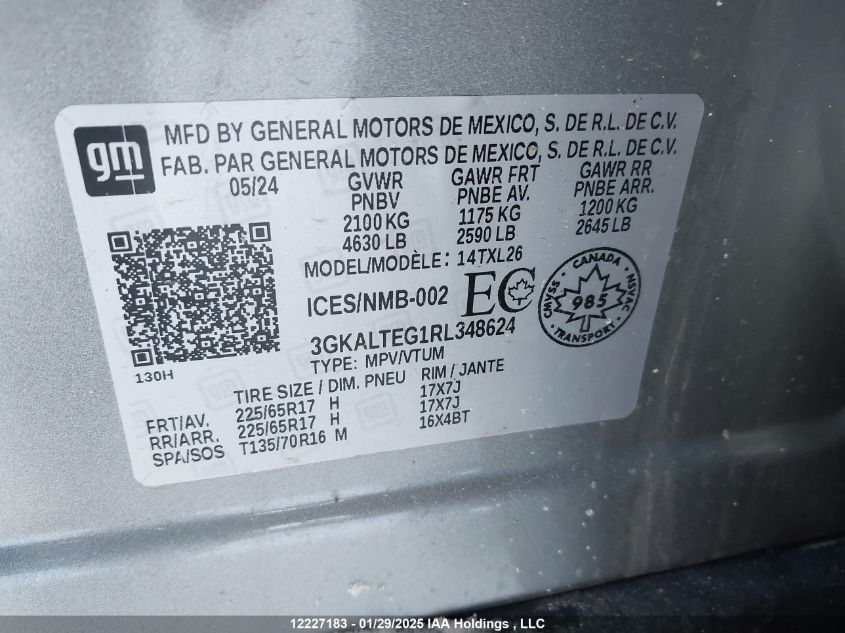 gm
MFD BY GENERAL MOTORS DE MEXICO, S. DE R.L. DE C.V.
FAB. PAR GENERAL MOTORS DE MEXICO, S. DE R.L. DE C.V.
05/24 GVWR GAWR FRT GAWR RR
PNBV PNBE AV. PNBE ARR.
2100 KG 1175 KG 1200 KG
4630 LB 2590 LB 2645 LB
MODEL/MODÈLE: 14TXL26
ICES/NMB-002 EC
CANADA
CMVSS 985 NSVAC
TRANSPORT
3GKALTEG1RL348624
TYPE: MPV/VTUM
130H
TIRE SIZE / DIM. PNEU RIM / JANTE
FRT/AV. 225/65R17 H 17X7J
RR/ARR. 225/65R17 H 17X7J
SPA/SOS T135/70R16 M 16X4BT
12227183 - 01/29/2025 IAA Holdings, LLC